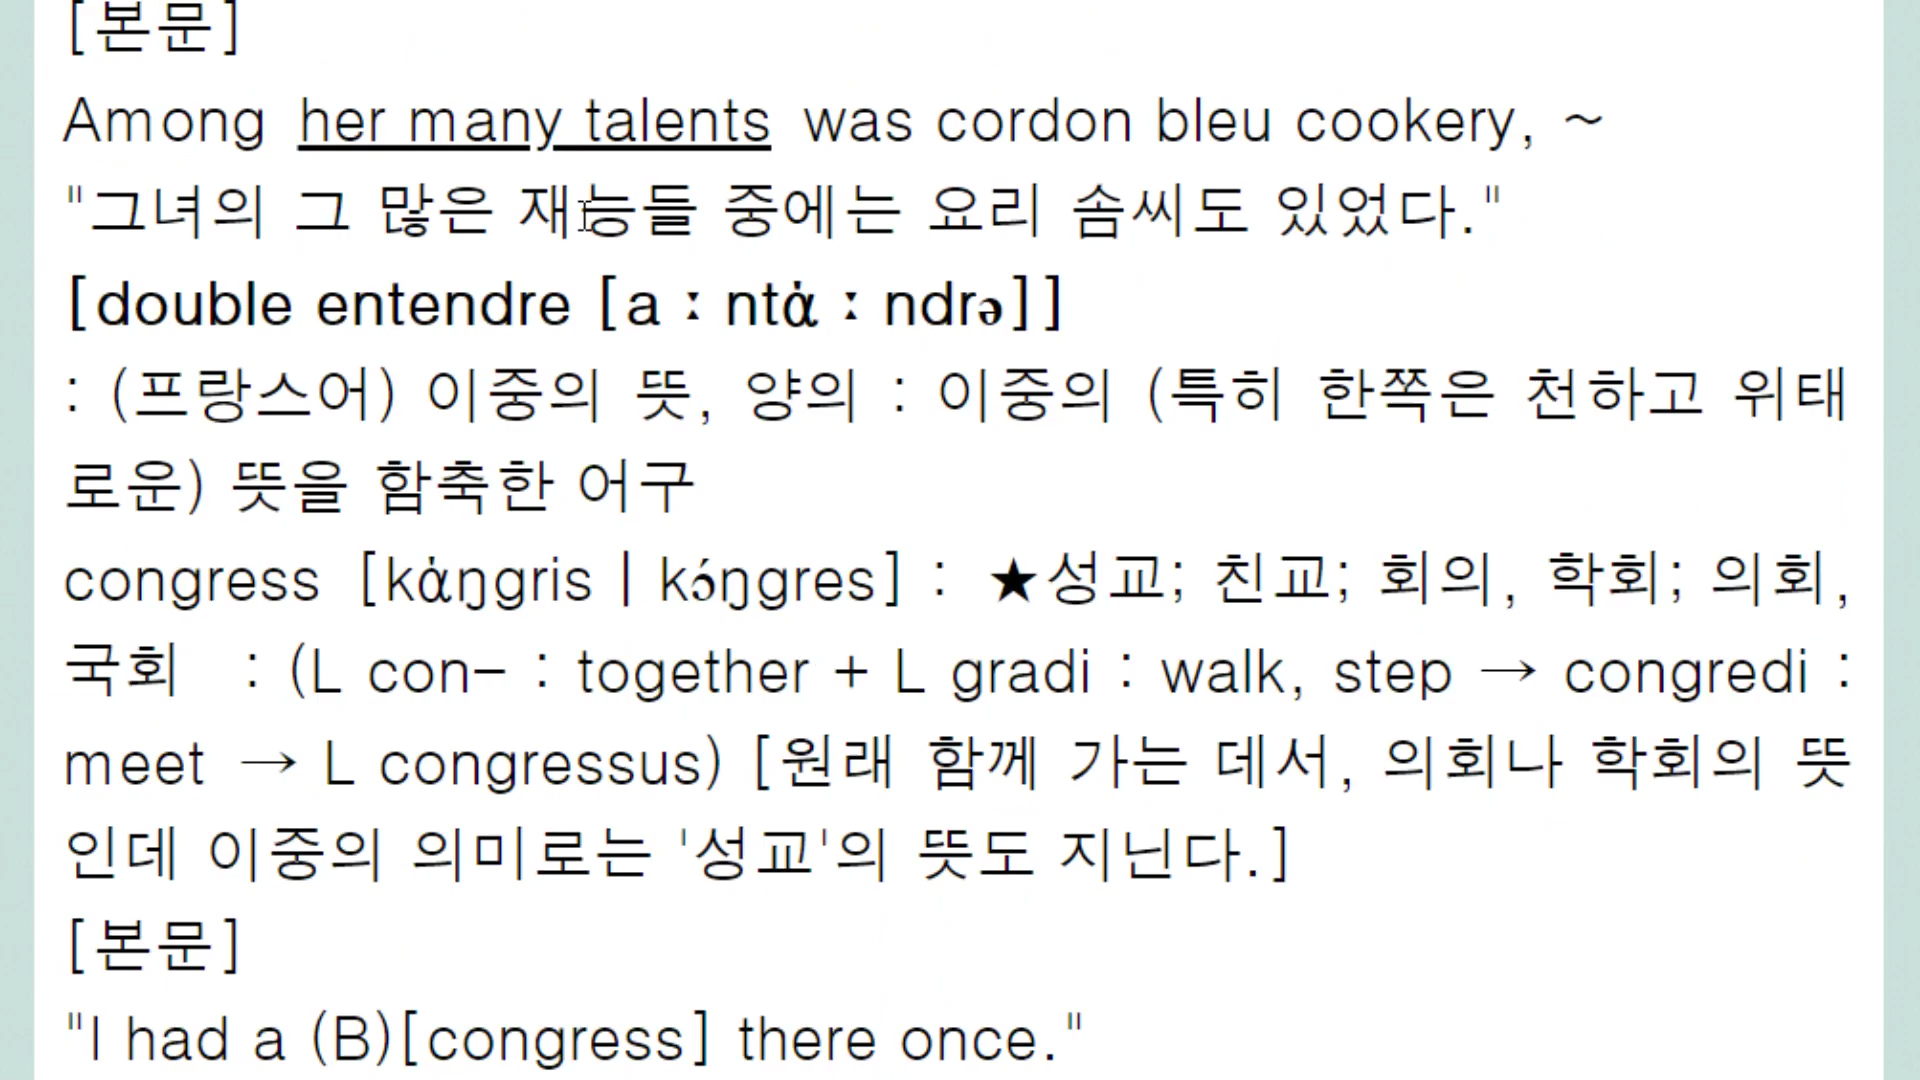 [본문]
Among her many talents was cordon bleu cookery, ~
"그녀의 그 많은 재능들 중에는 요리 솜씨도 있었다."
[double entendre [a : ntά : ndrə]]
: (프랑스어) 이중의 뜻, 양의 : 이중의 (특히 한쪽은 천하고 위태
로운) 뜻을 함축한 어구
congress [kάŋgris | kɔ́ŋgres] : ★성교; 친교; 회의, 학회; 의회,
국회 : (L con- : together + L gradi : walk, step → congredi :
meet → L congressus) [원래 함께 가는 데서, 의회나 학회의 뜻
인데 이중의 의미로는 '성교'의 뜻도 지닌다.]
[본문]
"I had a (B)[congress] there once."